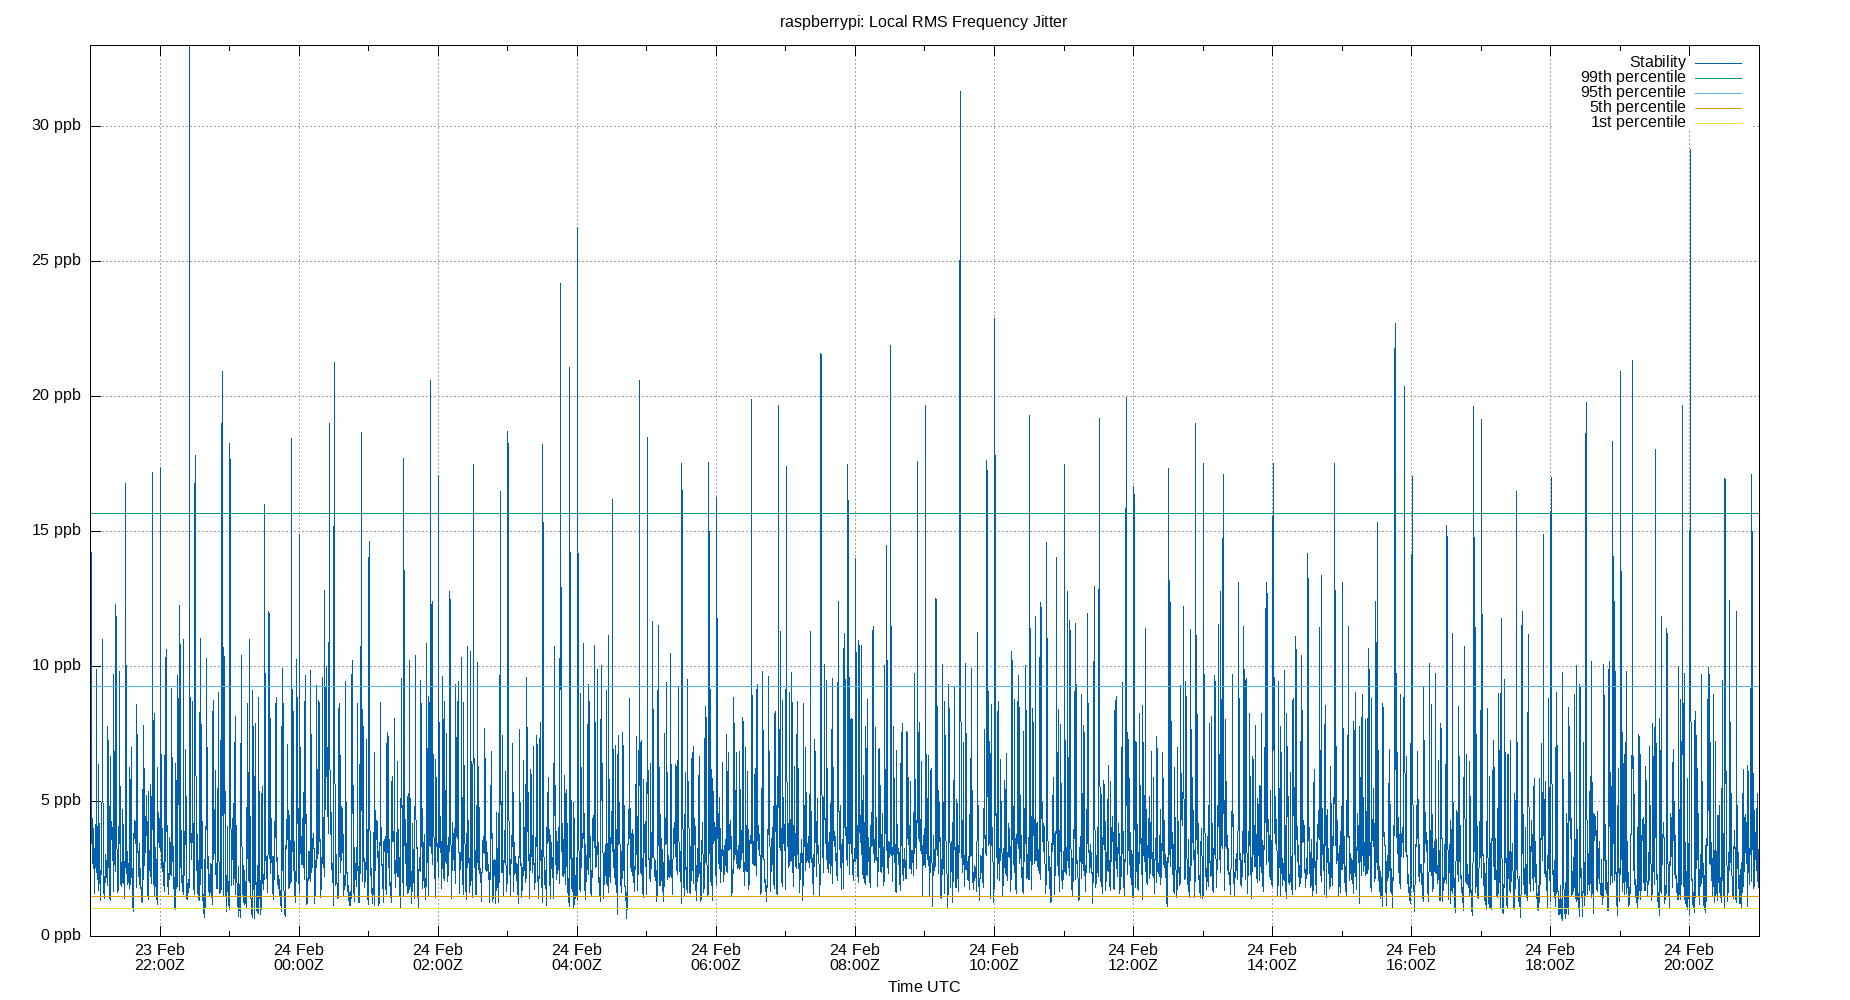 raspberrypi: Local RMS Frequency Jitter
Stability
99th percentile
95th percentile
5th percentile
1st percentile
30 ppb
25 ppb
20 ppb
15 ppb
10 ppb
5 ppb
0 ppb
23 Feb 24 Feb 24 Feb 24 Feb 24 Feb 24 Feb 24 Feb 24 Feb 24 Feb 24 Feb 24 Feb 24 Feb
22:00Z 00:00Z 02:00Z 04:00Z 06:00Z 08:00Z 10:00Z 12:00Z 14:00Z 16:00Z 18:00Z 20:00Z
Time UTC